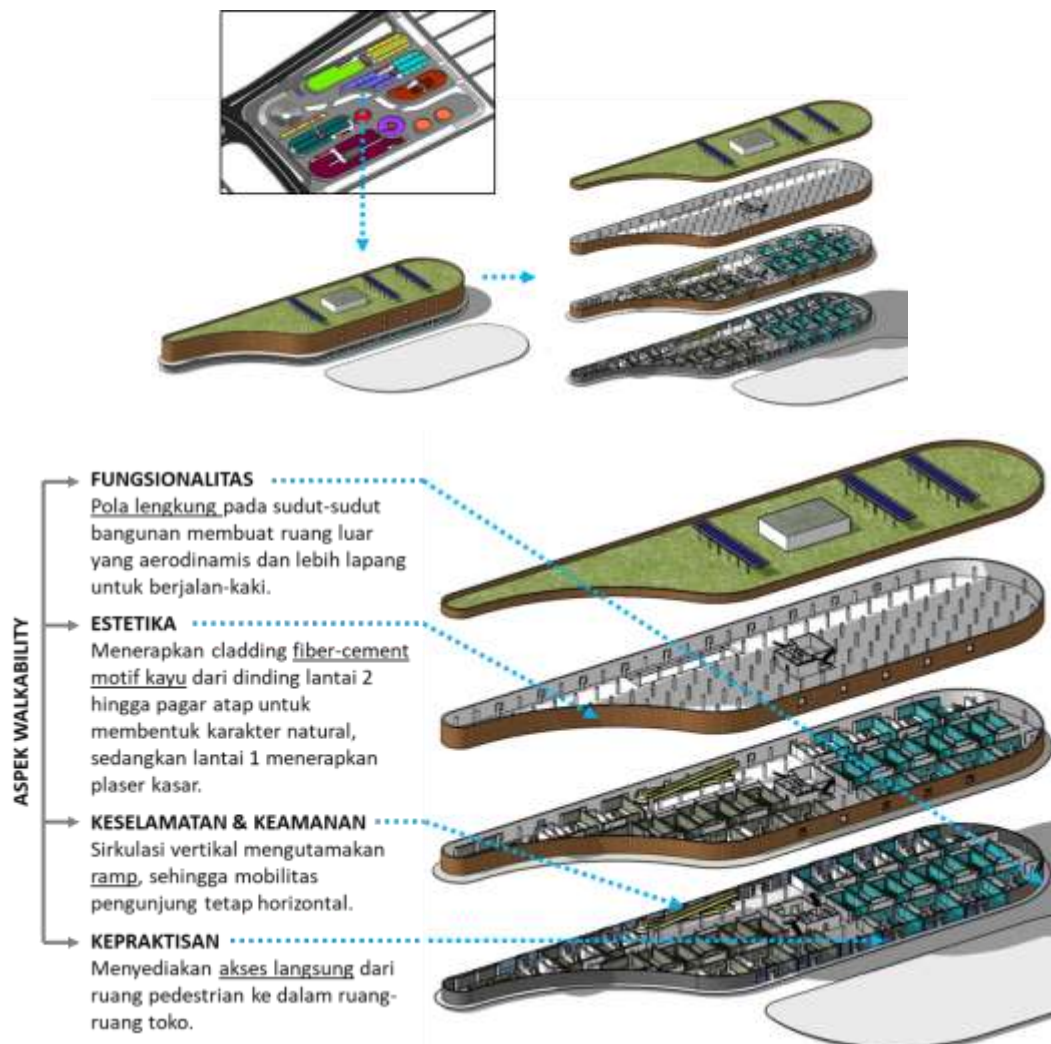 ASPEK WALKABILITY
FUNGSIONALITAS
Pola lengkung pada sudut-sudut
bangunan membuat ruang luar
yang aerodinamis dan lebih lapang
untuk berjalan-kaki.
ESTETIKA
Menerapkan cladding fiber-cement
motif kayu dari dinding lantai 2
hingga pagar atap untuk
membentuk karakter natural,
sedangkan lantai 1 menerapkan
plaser kasar.
KESELAMATAN & KEAMANAN
Sirkulasi vertikal mengutamakan
ramp, sehingga mobilitas
pengunjung tetap horizontal.
KEPRAKTISAN
Menyediakan akses langsung dari
ruang pedestrian ke dalam ruang-
ruang toko.